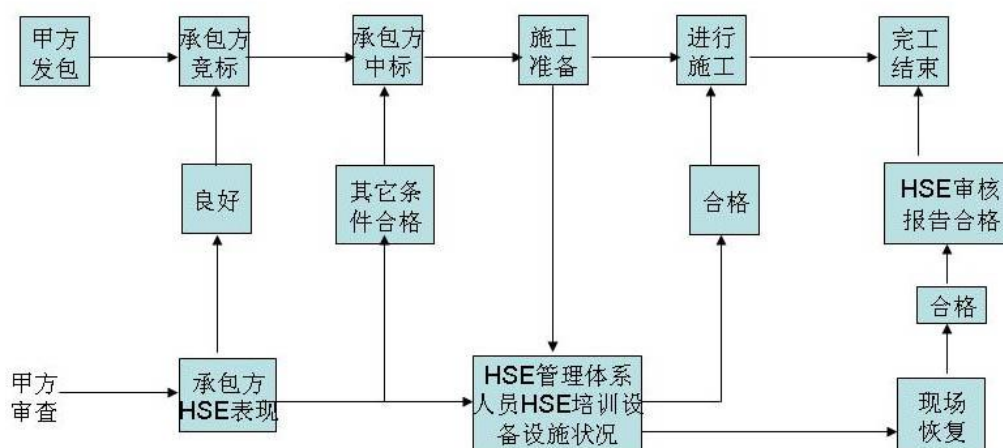 甲方
发包
承包方
竞标
承包方
中标
施工
准备
进行
施工
完工
结束
良好
其它条
件合格
合格
HSE审核
报告合格
合格
甲方
审查
承包方
HSE表现
HSE管理体系
人员HSE培训设
备设施状况
现场
恢复